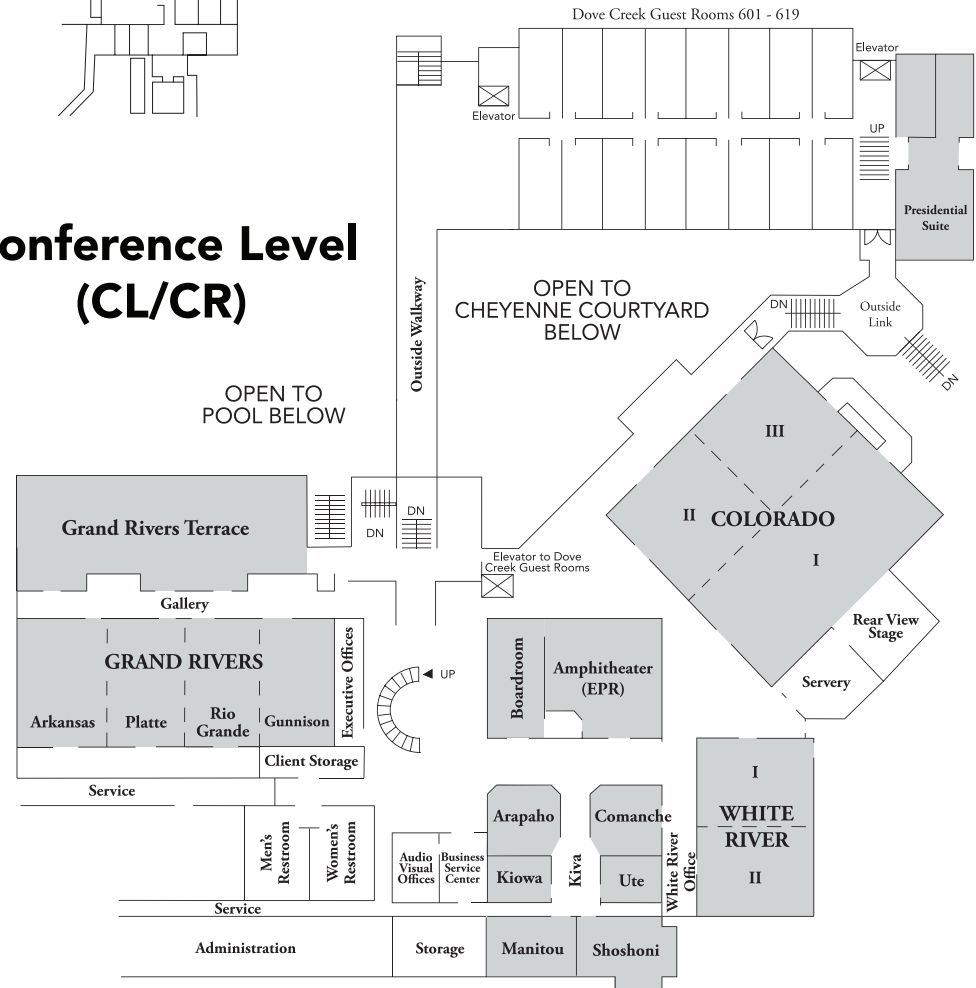 Dove Creek Guest Rooms 601 - 619
Elevator
Elevator
UP
Presidential
Suite
onference Level
(CL/CR)
Outside Walkway
OPEN TO
CHEYENNE COURTYARD
BELOW
DN
Outside
Link
DN
OPEN TO
POOL BELOW
III
II
COLORADO
I
Grand Rivers Terrace
DN
DN
Elevator to Dove
Creek Guest Rooms
Gallery
Rear View
Stage
Servery
GRAND RIVERS
Arkansas
Platte
Rio
Grande
Gunnison
Executive Offices
UP
Boardroom
Amphitheater
(EPR)
Client Storage
Service
I
WHITE
RIVER
II
Men's
Restroom
Women's
Restroom
Audio
Visual
Offices
Business
Service
Center
Arapaho
Comanche
Kiowa
Kiva
Ute
White River
Office
Service
Administration
Storage
Manitou
Shoshoni